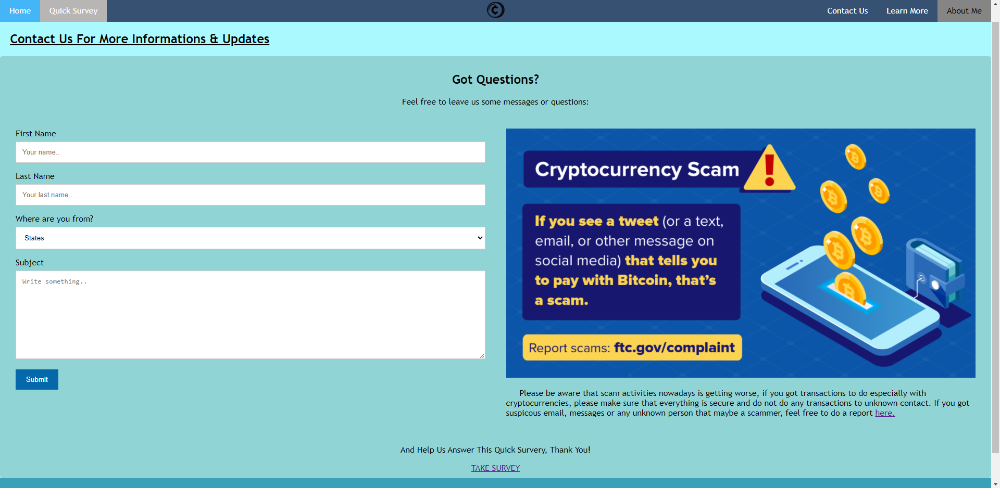 Home
Quick Survey
Contact Us
Learn More
About Me
Contact Us For More Informations & Updates
Got Questions?
Feel free to leave us some messages or questions:
First Name
Your name..
Last Name
Your last name..
Where are you from?
States
Subject
Write something..
Submit
Cryptocurrency Scam
If you see a tweet (or a text,
email, or other message on
social media) that tells you
to pay with Bitcoin, that's
a scam.
Report scams: ftc.gov/complaint
Please be aware that scam activities nowadays is getting worse, if you got transactions to do especially with
cryptocurrencies, please make sure that everything is secure and do not do any transactions to unknown contact. If you got
suspicous email, messages or any unknown person that maybe a scammer, feel free to do a report here.
And Help Us Answer This Quick Survery, Thank You!
TAKE SURVEY